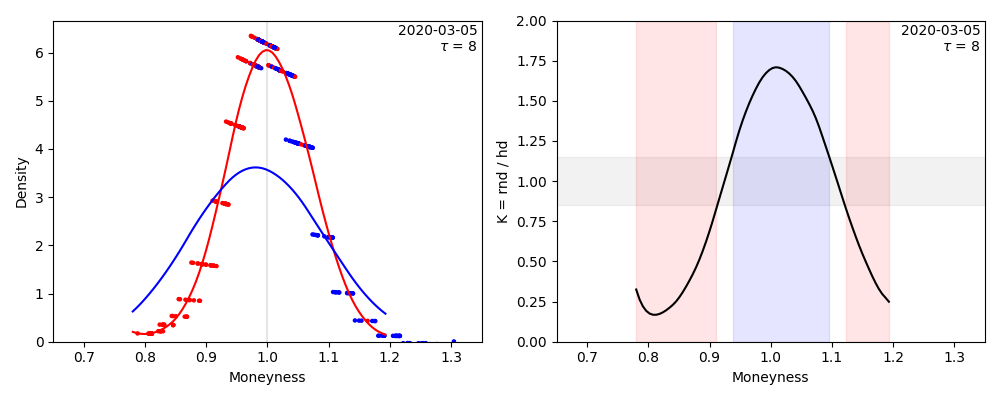 2020-03-05
τ = 8
Density
6
5
4
3
2
1
0
0.7 0.8 0.9 1.0 1.1 1.2 1.3
Moneyness
2020-03-05
τ = 8
K = rnd / hd
2.00
1.75
1.50
1.25
1.00
0.75
0.50
0.25
0.00
0.7 0.8 0.9 1.0 1.1 1.2 1.3
Moneyness